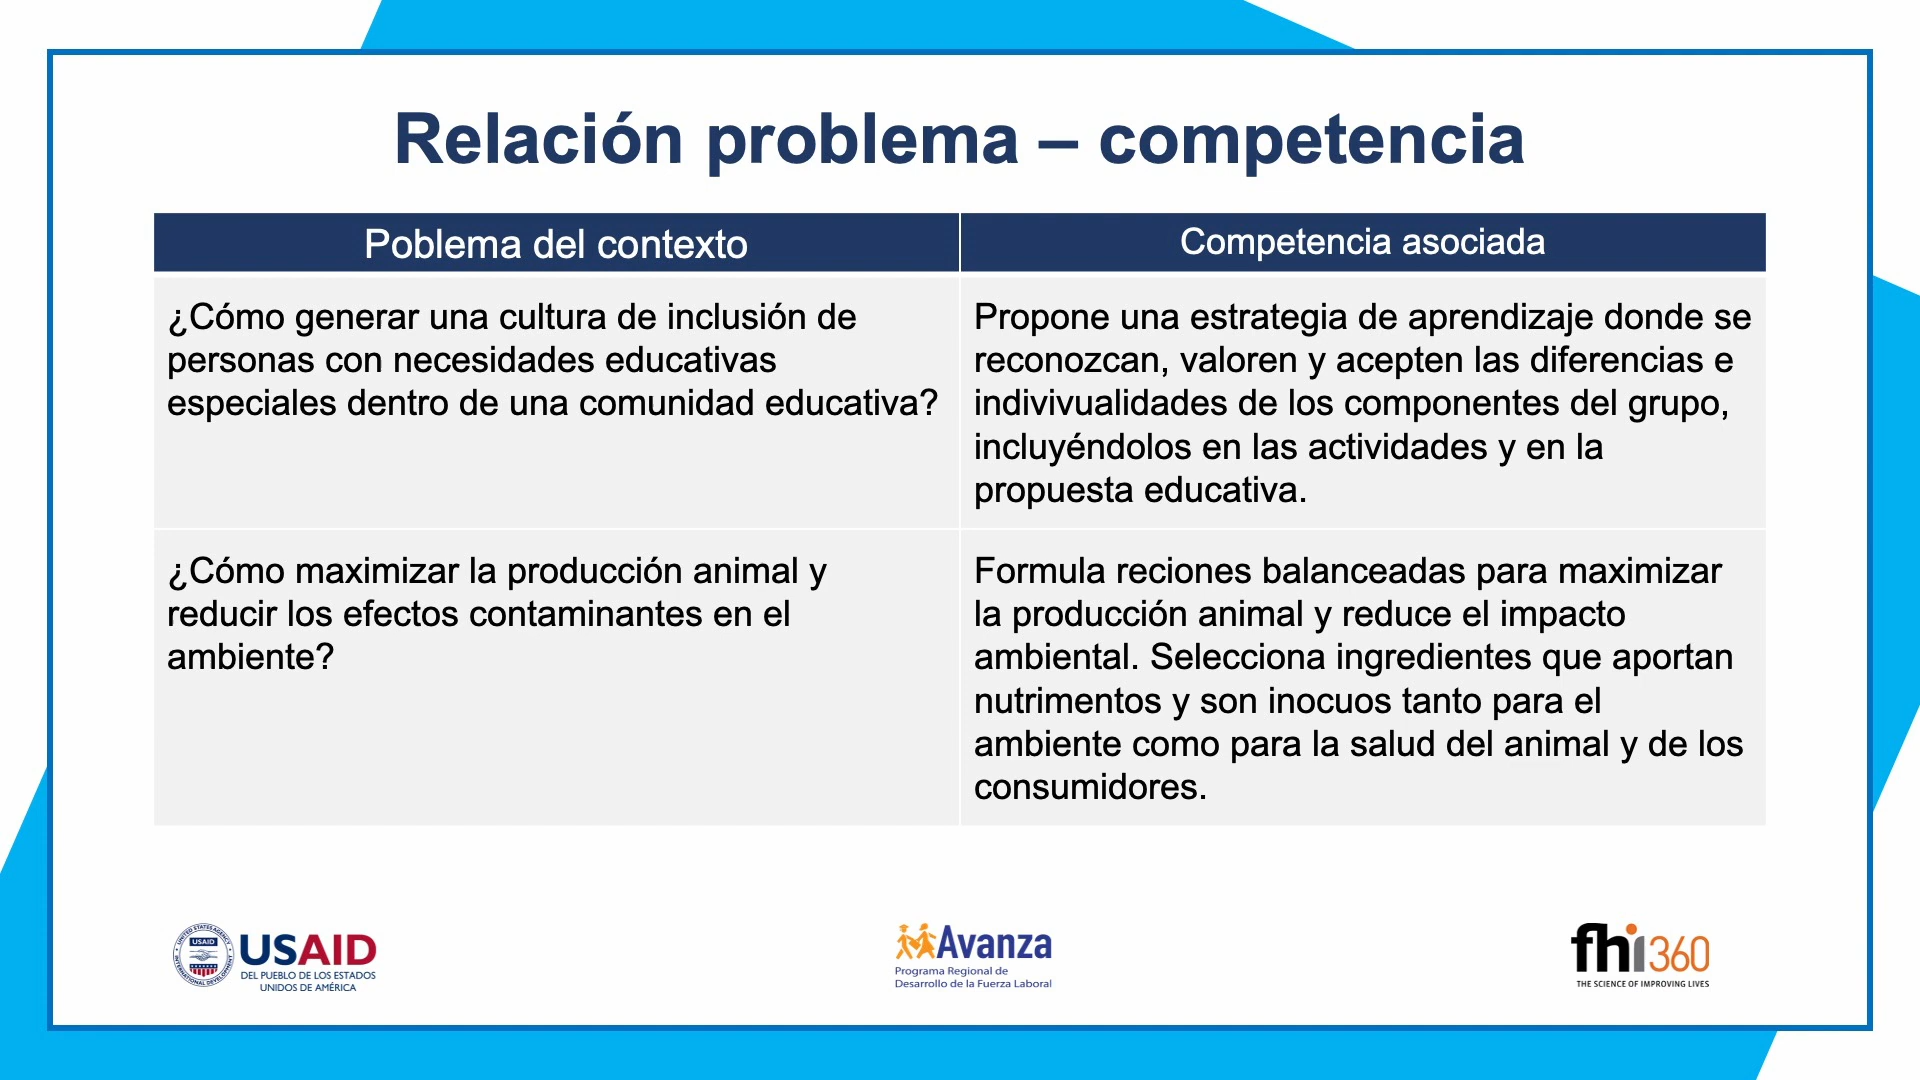 Relación problema – competencia
Poblema del contexto
Competencia asociada
¿Cómo generar una cultura de inclusión de
personas con necesidades educativas
especiales dentro de una comunidad educativa?
Propone una estrategia de aprendizaje donde se
reconozcan, valoren y acepten las diferencias e
indivivualidades de los componentes del grupo,
incluyéndolos en las actividades y en la
propuesta educativa.
¿Cómo maximizar la producción animal y
reducir los efectos contaminantes en el
ambiente?
Formula reciones balanceadas para maximizar
la producción animal y reduce el impacto
ambiental. Selecciona ingredientes que aportan
nutrimentos y son inocuos tanto para el
ambiente como para la salud del animal y de los
consumidores.
UNITED STATES AGENCY
USAID
INTERNATIONAL DEVELOPMENT
USAID
DEL PUEBLO DE LOS ESTADOS
UNIDOS DE AMÉRICA
Avanza
Programa Regional de
Desarrollo de la Fuerza Laboral
fhi360
THE SCIENCE OF IMPROVING LIVES